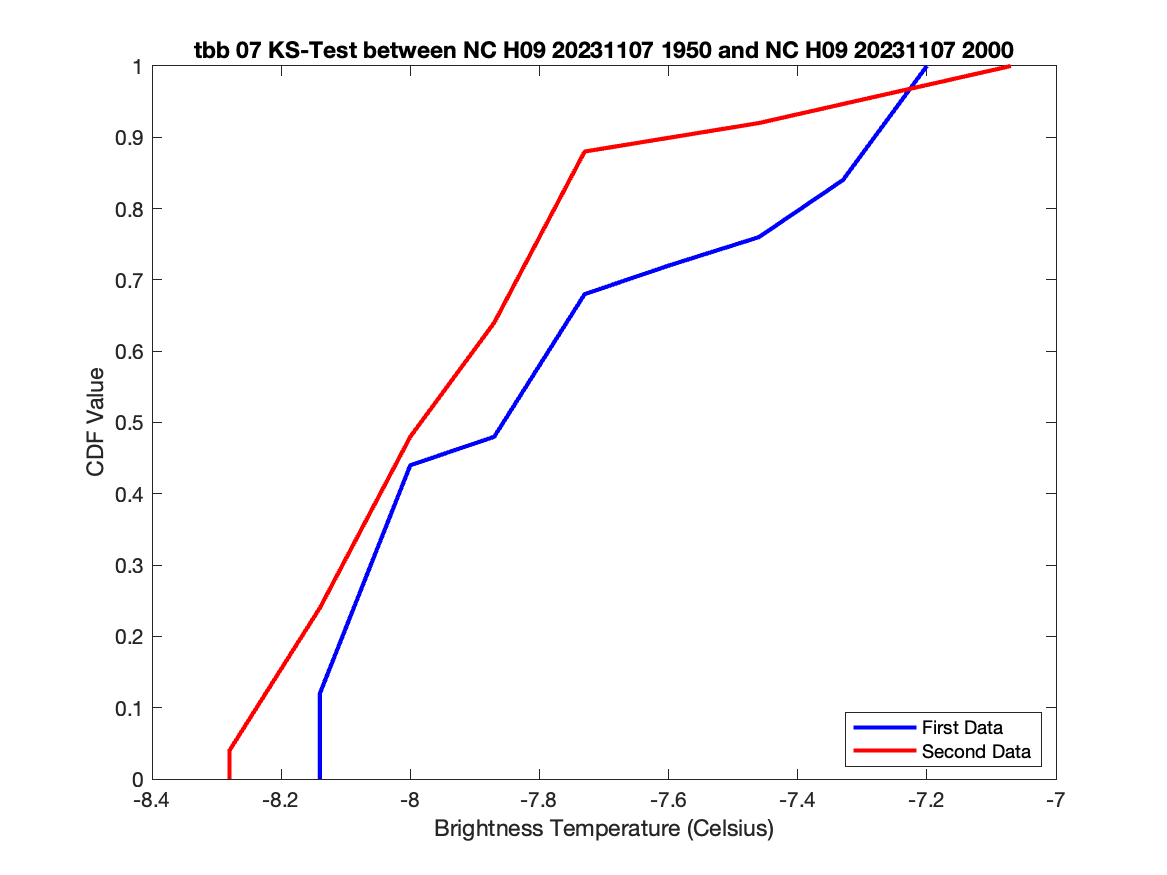 tbb 07 KS-Test between NC H09 20231107 1950 and NC H09 20231107 2000
1
0.9
0.8
0.7
0.6
0.5
0.4
0.3
0.2
0.1
0
CDF Value
First Data
Second Data
-8.4 -8.2 -8 -7.8 -7.6 -7.4 -7.2 -7
Brightness Temperature (Celsius)